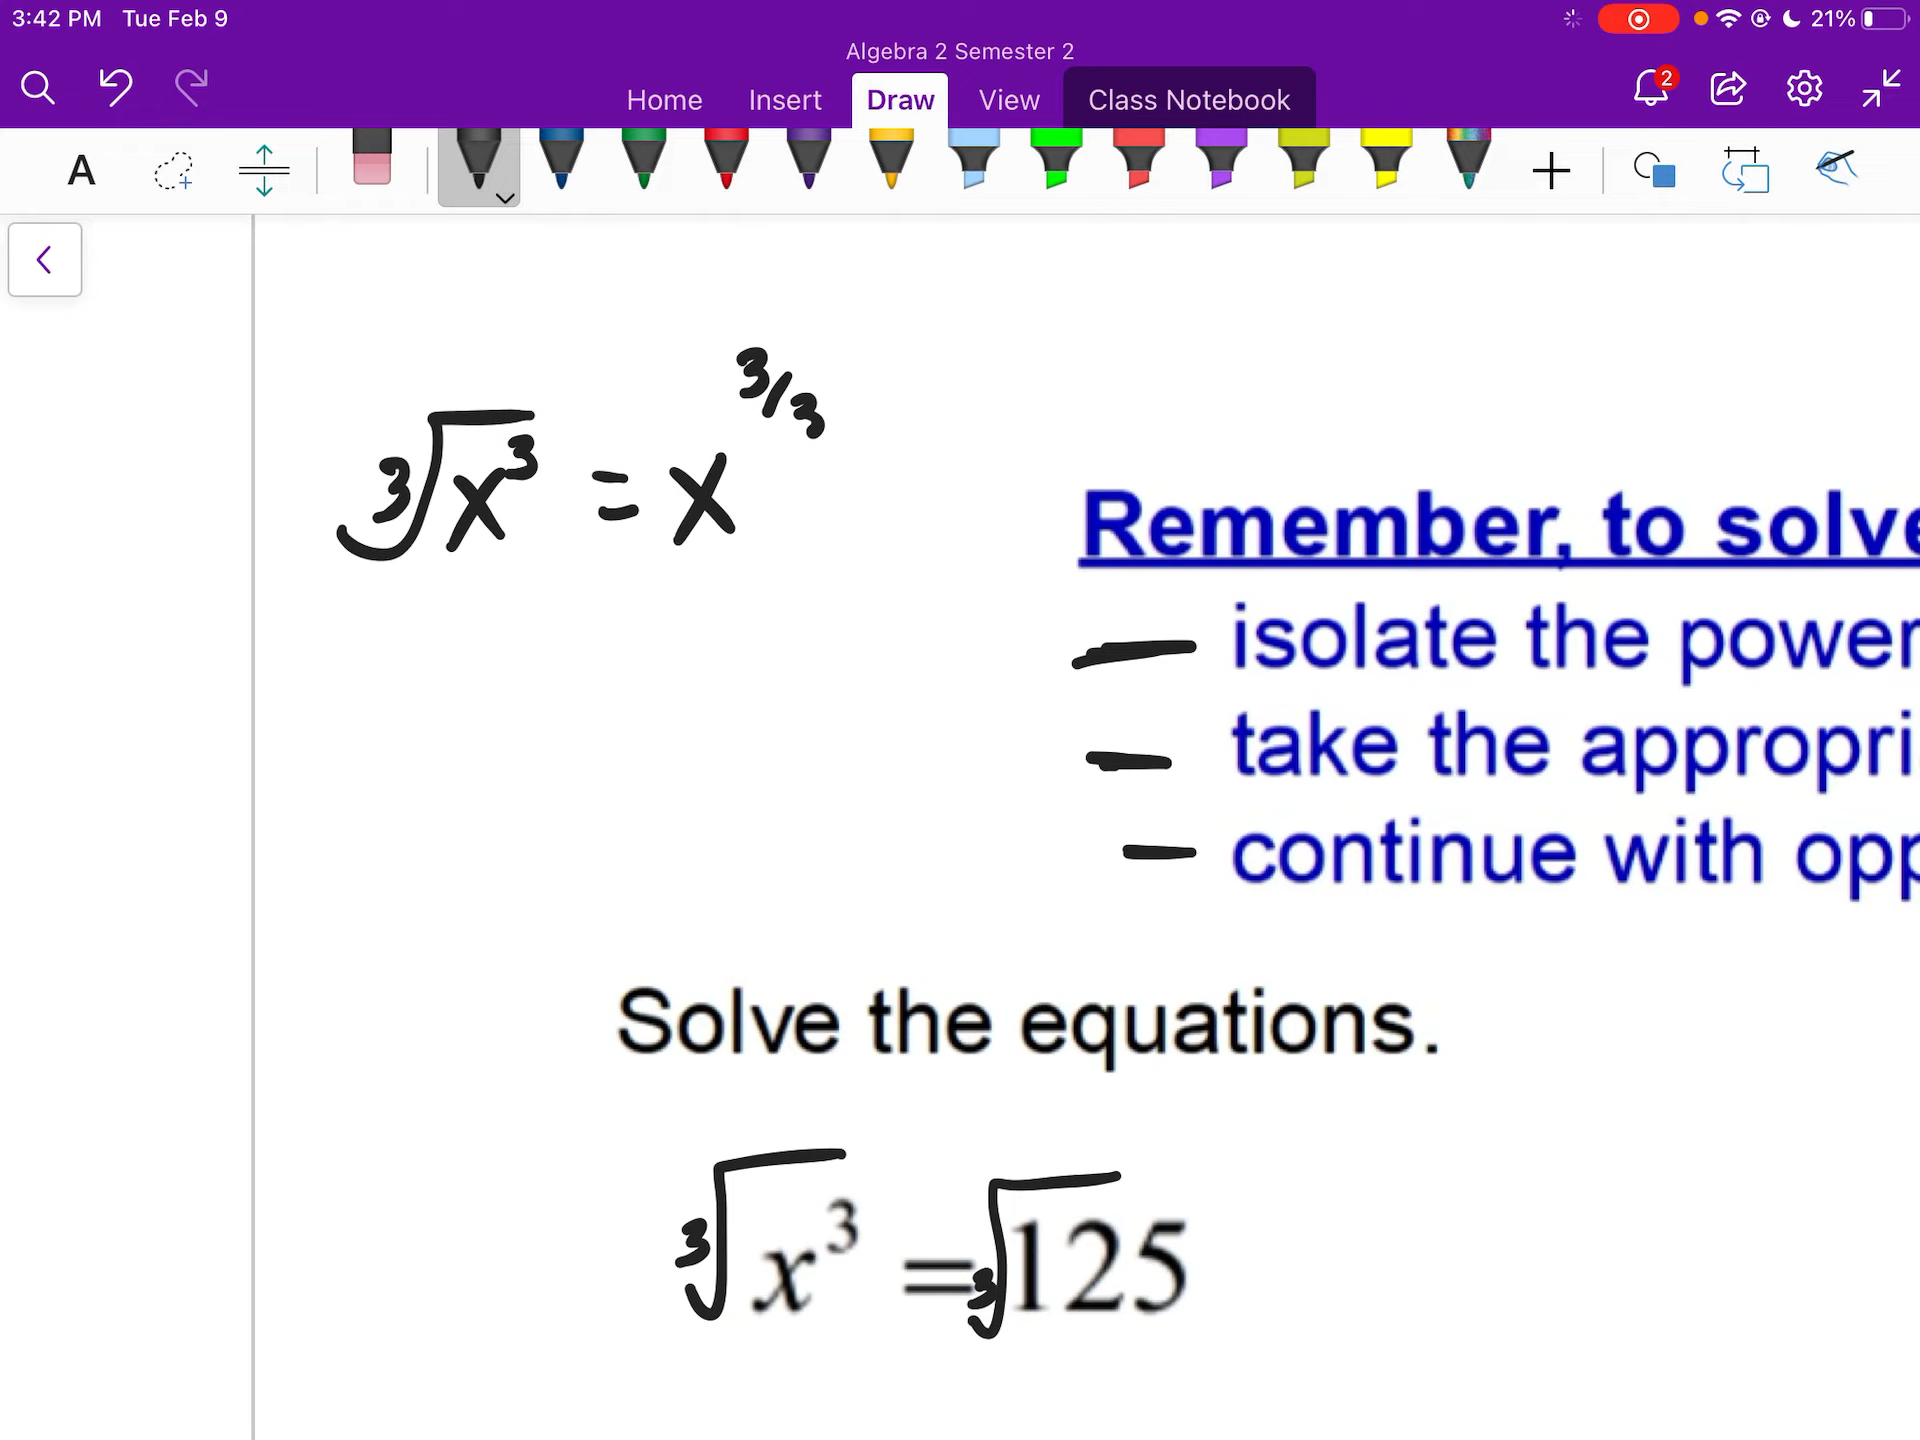 3:42 PM Tue Feb 9 21%
Algebra 2 Semester 2
Home Insert Draw View Class Notebook 2
A
∛x³ = x^3/3
Remember, to solve
isolate the power
take the appropri
continue with opp
Solve the equations.
∛x³ = ∛125